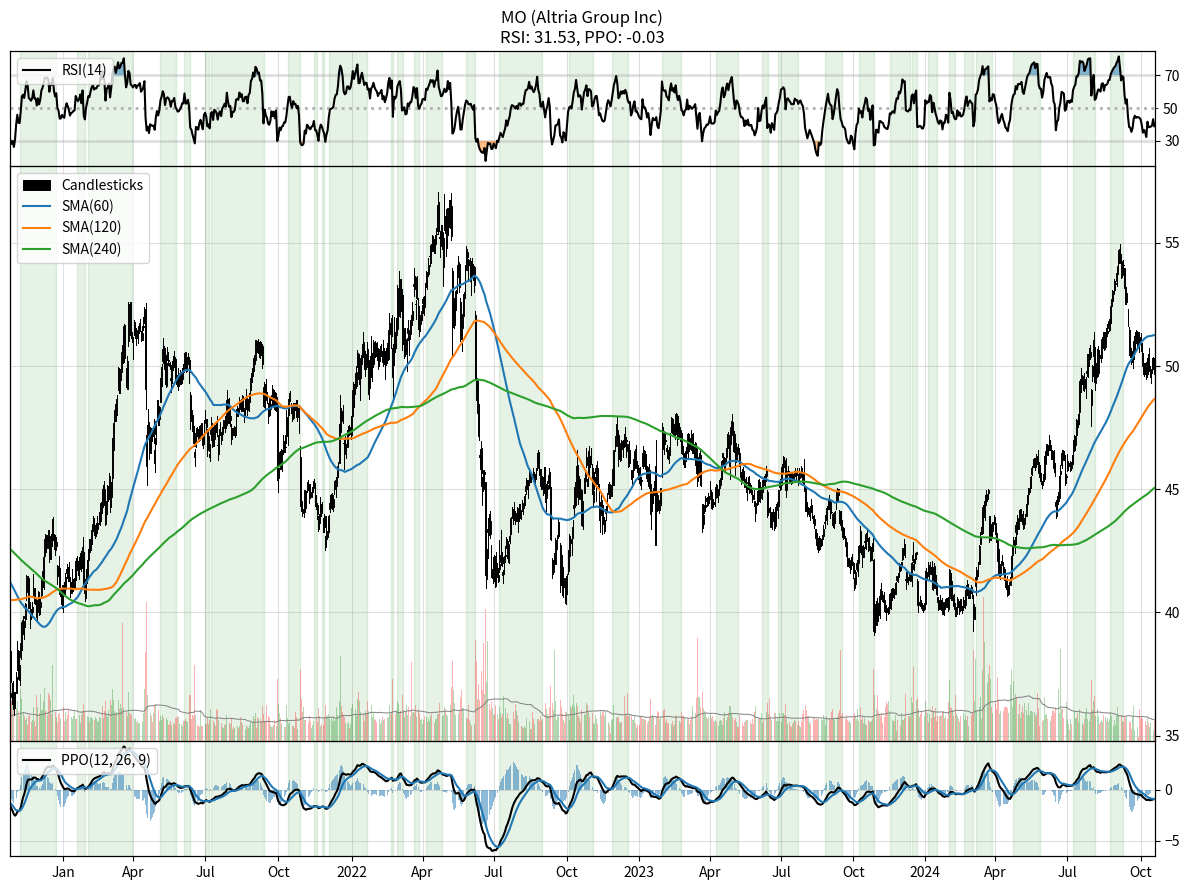 MO (Altria Group Inc)
RSI: 31.53, PPO: -0.03
RSI(14)
70
50
30
Candlesticks
SMA(60)
SMA(120)
SMA(240)
55
50
45
40
35
PPO(12, 26, 9)
0
−5
Jan Apr Jul Oct 2022 Apr Jul Oct 2023 Apr Jul Oct 2024 Apr Jul Oct